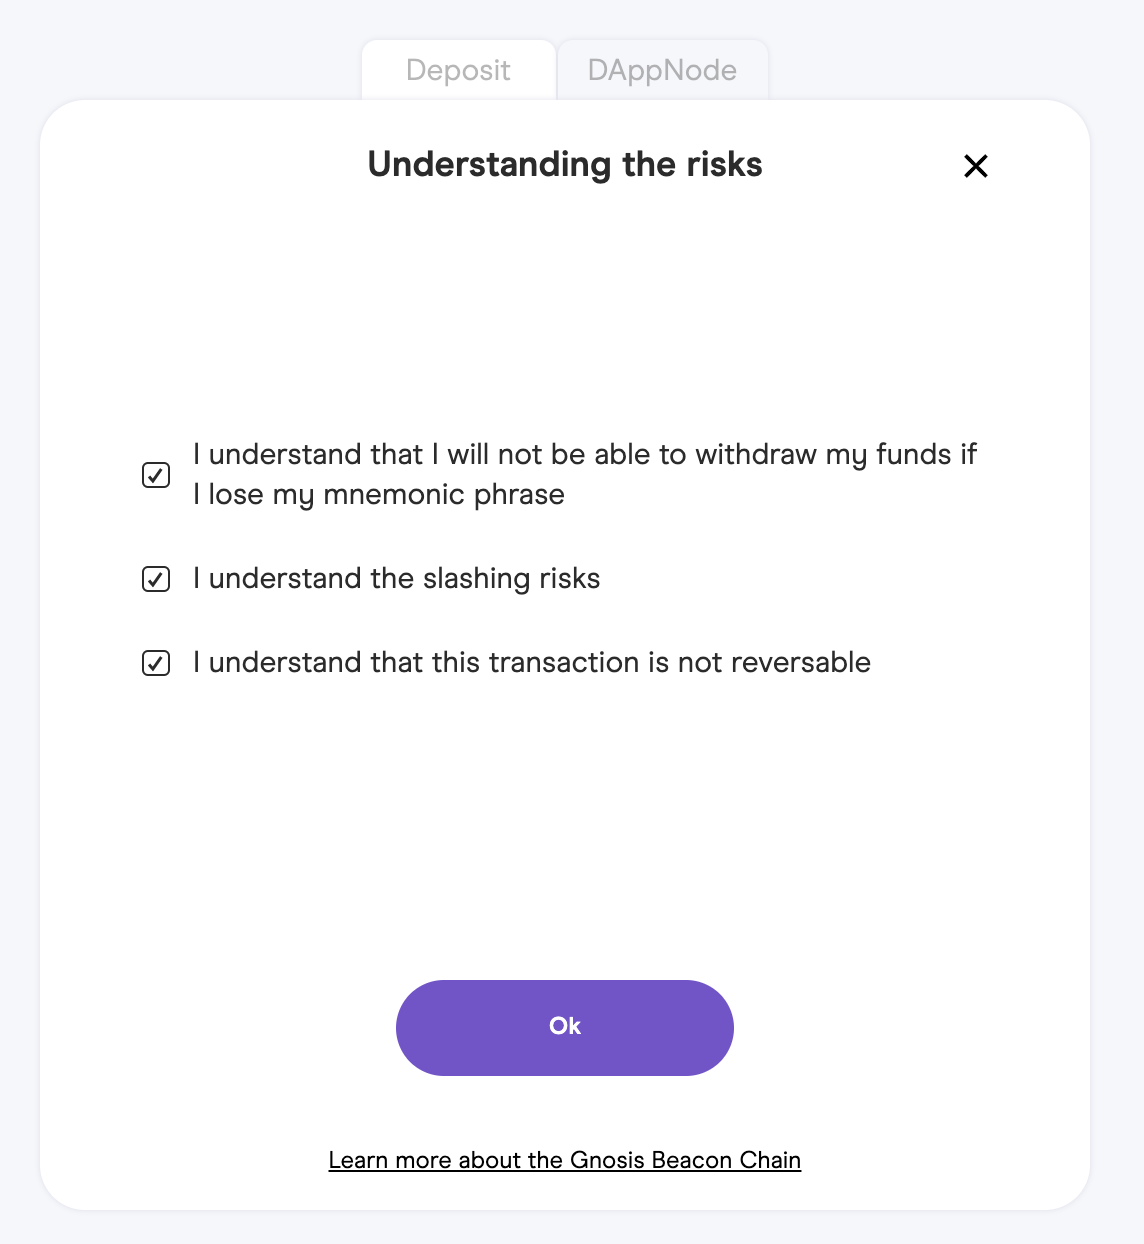 Deposit
DAppNode
Understanding the risks
I understand that I will not be able to withdraw my funds if
I lose my mnemonic phrase
I understand the slashing risks
I understand that this transaction is not reversable
Ok
Learn more about the Gnosis Beacon Chain